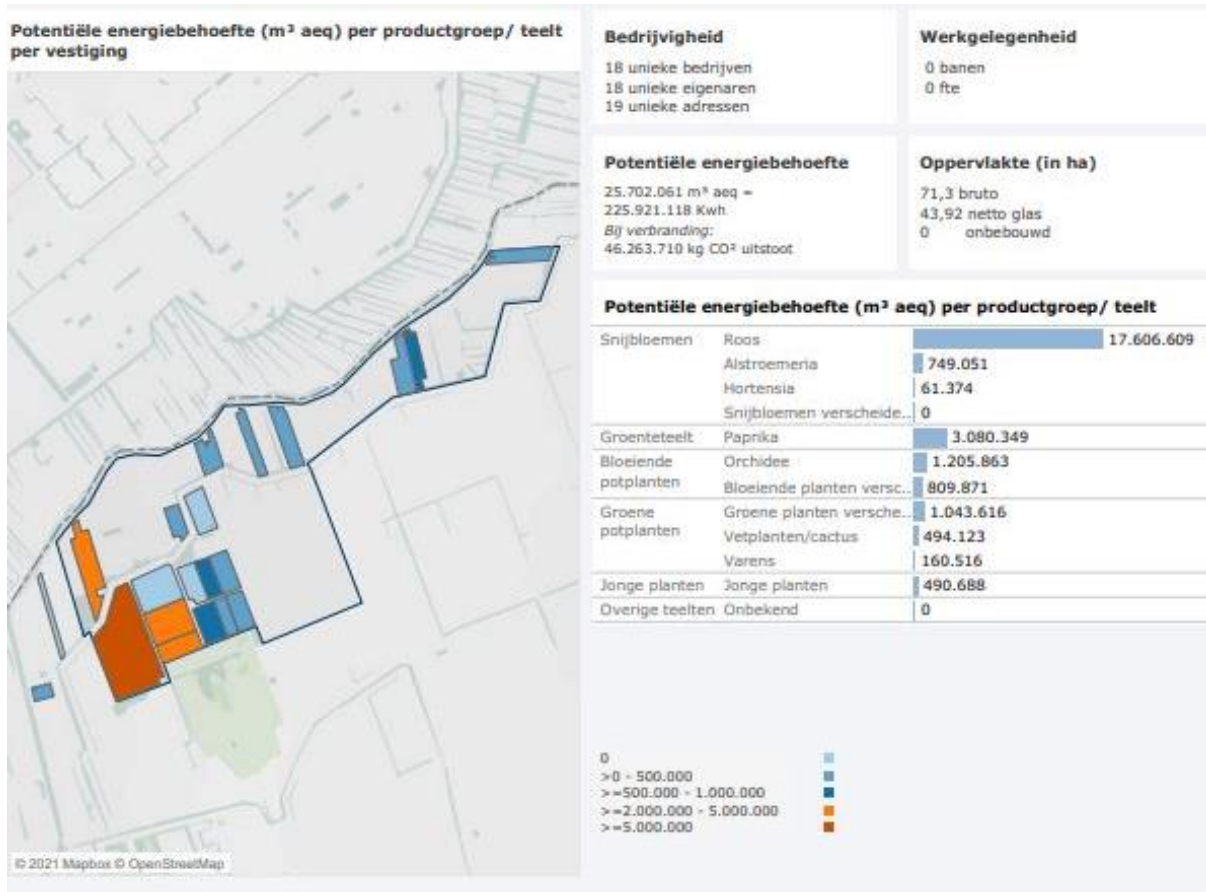 Potentiële energiebehoefte (m³ aeq) per productgroep/ teelt
per vestiging
© 2021 Mapbox © OpenStreetMap
Bedrijvigheid
18 unieke bedrijven
18 unieke eigenaren
19 unieke adressen
Werkgelegenheid
0 banen
0 fte
Potentiële energiebehoefte
25.702.061 m³ aeq =
225.921.118 Kwh
Bij verbranding:
46.263.710 kg CO² uitstoot
Oppervlakte (in ha)
71,3 bruto
43,92 netto glas
0 onbebouwd
Potentiële energiebehoefte (m³ aeq) per productgroep/ teelt
Snijbloemen Roos 17.606.609
Alstroemeria 749.051
Hortensia 61.374
Snijbloemen verscheide.. 0
Groenteteelt Paprika 3.080.349
Bloeiende potplanten Orchidee 1.205.863
Bloeiende planten versc.. 809.871
Groene potplanten Groene planten versche... 1.043.616
Vetplanten/cactus 494.123
Varens 160.516
Jonge planten Jonge planten 490.688
Overige teelten Onbekend 0
0
>0 - 500.000
>=500.000 - 1.000.000
>=2.000.000 - 5.000.000
>=5.000.000